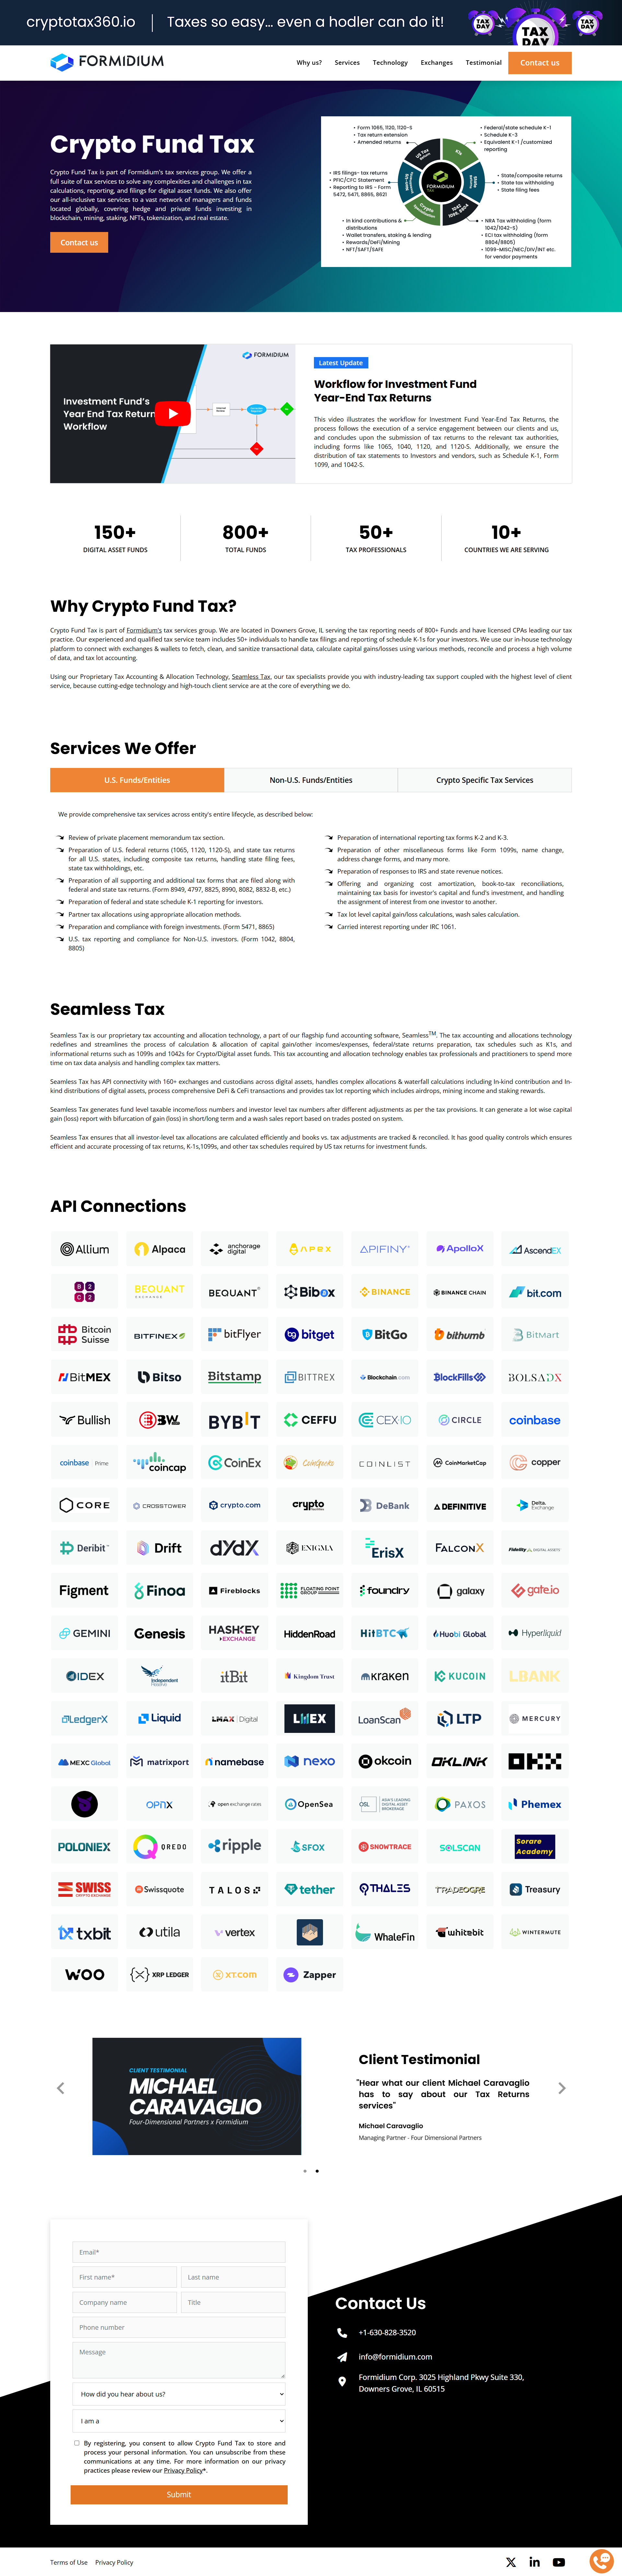 cryptotax360.io | Taxes so easy... even a hodler can do it!
TAX DAY
TAX DAY
TAX DAY
FORMIDIUM
Why us?
Services
Technology
Exchanges
Testimonial
Contact us
Crypto Fund Tax
Crypto Fund Tax is part of Formidium's tax services group. We offer a
full suite of tax services to solve any complexities and challenges in tax
calculations, reporting, and filings for digital asset funds. We also offer
our all-inclusive tax services to a vast network of managers and funds
located globally, covering hedge and private funds investing in
blockchain, mining, staking, NFTs, tokenization, and real estate.
Contact us
• Form 1065, 1120, 1120-S
• Tax return extension
• Amended returns
• Federal/state schedule K-1
• Schedule K-3
• Equivalent K-1 /customized
reporting
• IRS filings- tax returns
• PFIC/CFC Statement
• Reporting to IRS - Form
5472, 5471, 8865, 8621
• State/composite returns
• State tax withholding
• State filing fees
• In kind contributions &
distributions
• Wallet transfers, staking & lending
• Rewards/DeFi/Mining
• NFT/SAFT/SAFE
• NRA Tax withholding (form
1042/1042-S)
• ECI tax withholding (form
8804/8805)
• 1099-MISC/NEC/DIV/INT etc.
for vendor payments
K1s
FORMIDIUM
FORMIDIUM
Investment Fund's
Year End Tax Return
Workflow
Latest Update
Workflow for Investment Fund
Year-End Tax Returns
This video illustrates the workflow for Investment Fund Year-End Tax Returns, the
process follows the execution of a service engagement between our clients and us,
and concludes upon the submission of tax returns to the relevant tax authorities,
including forms like 1065, 1040, 1120, and 1120-S. Additionally, we ensure the
distribution of tax statements to Investors and vendors, such as Schedule K-1, Form
1099, and 1042-S.
150+
DIGITAL ASSET FUNDS
800+
TOTAL FUNDS
50+
TAX PROFESSIONALS
10+
COUNTRIES WE ARE SERVING
Why Crypto Fund Tax?
Crypto Fund Tax is part of Formidium's tax services group. We are located in Downers Grove, IL serving the tax reporting needs of 800+ Funds and have licensed CPAs leading our tax
practice. Our experienced and qualified tax service team includes 50+ individuals to handle tax filings and reporting of schedule K-1s for your investors. We use our in-house technology
platform to connect with exchanges & wallets to fetch, clean, and sanitize transactional data, calculate capital gains/losses using various methods, reconcile and process a high volume
of data, and tax lot accounting.
Using our Proprietary Tax Accounting & Allocation Technology, Seamless Tax, our tax specialists provide you with industry-leading tax support coupled with the highest level of client
service, because cutting-edge technology and high-touch client service are at the core of everything we do.
Services We Offer
U.S. Funds/Entities
Non-U.S. Funds/Entities
Crypto Specific Tax Services
We provide comprehensive tax services across entity's entire lifecycle, as described below:
Review of private placement memorandum tax section.
Preparation of U.S. federal returns (1065, 1120, 1120-S), and state tax returns
for all U.S. states, including composite tax returns, handling state filing fees,
state tax withholdings, etc.
Preparation of all supporting and additional tax forms that are filed along with
federal and state tax returns. (Form 8949, 4797, 8825, 8990, 8082, 8832-B, etc.)
Preparation of federal and state schedule K-1 reporting for investors.
Partner tax allocations using appropriate allocation methods.
Preparation and compliance with foreign investments. (Form 5471, 8865)
U.S. tax reporting and compliance for Non-U.S. investors. (Form 1042, 8804,
8805)
Preparation of international reporting tax forms K-2 and K-3.
Preparation of other miscellaneous forms like Form 1099s, name change,
address change forms, and many more.
Preparation of responses to IRS and state revenue notices.
Offering and organizing cost amortization, book-to-tax reconciliations,
maintaining tax basis for investor's capital and fund's investment, and handling
the assignment of interest from one investor to another.
Tax lot level capital gain/loss calculations, wash sales calculation.
Carried interest reporting under IRC 1061.
Seamless Tax
Seamless Tax is our proprietary tax accounting and allocation technology, a part of our flagship fund accounting software, Seamless™. The tax accounting and allocations technology
redefines and streamlines the process of calculation & allocation of capital gain/other incomes/expenses, federal/state returns preparation, tax schedules such as K1s, and
informational returns such as 1099s and 1042s for Crypto/Digital asset funds. This tax accounting and allocation technology enables tax professionals and practitioners to spend more
time on tax data analysis and handling complex tax matters.
Seamless Tax has API connectivity with 160+ exchanges and custodians across digital assets, handles complex allocations & waterfall calculations including In-kind contribution and In-
kind distributions of digital assets, process comprehensive DeFi & CeFi transactions and provides tax lot reporting which includes airdrops, mining income and staking rewards.
Seamless Tax generates fund level taxable income/loss numbers and investor level tax numbers after different adjustments as per the tax provisions. It can generate a lot wise capital
gain (loss) report with bifurcation of gain (loss) in short/long term and a wash sales report based on trades posted on system.
Seamless Tax ensures that all investor-level tax allocations are calculated efficiently and books vs. tax adjustments are tracked & reconciled. It has good quality controls which ensures
efficient and accurate processing of tax returns, K-1s,1099s, and other tax schedules required by US tax returns for investment funds.
API Connections
Allium
Alpaca
anchorage digital
APEX
APIFINY
ApolloX
AscendEX
B2C2
BEQUANT EXCHANGE
BEQUANT
Bibox
BINANCE
BINANCE CHAIN
bit.com
Bitcoin Suisse
BITFINEX
bitFlyer
bitget
BitGo
bithumb
BitMart
BitMEX
Bitso
Bitstamp
BITTREX
Blockchain.com
BlockFills
BOLSADX
Bullish
BW
BYBIT
CEFFU
CEX.IO
CIRCLE
coinbase
coinbase Prime
coincap
CoinEx
COINLIST
CoinMarketCap
copper
CORE
CROSSTOWER
crypto.com
crypto
DeBank
DEFINITIVE
Delta Exchange
Deribit
Drift
dYdX
ENIGMA
ErisX
FALCONX
Fidelity DIGITAL ASSETS
Figment
Finoa
Fireblocks
FLOATING POINT GROUP
foundry
galaxy
gate.io
GEMINI
Genesis
HASHKEY EXCHANGE
HiddenRoad
HitBTC
Huobi Global
Hyperliquid
IDEX
Independent Reserve
itBit
Kingdom Trust
kraken
KUCOIN
LBANK
LedgerX
Liquid
LMAX Digital
LoanScan
LTP
MERCURY
MEXC Global
matrixport
namebase
nexo
okcoin
OKLINK
OKX
OPNX
open exchange rates
OpenSea
OSL ASIA'S LEADING DIGITAL ASSET BROKERAGE
PAXOS
Phemex
POLONIEX
QREDO
ripple
SFOX
SNOWTRACE
SOLSCAN
Sorare Academy
SWISS CRYPTO EXCHANGE
Swissquote
TALOS
tether
THALES
TRADEOGRE
Treasury
txbit
utila
vertex
WhaleFin
whitebit
WINTERMUTE
WOO
XRP LEDGER
XT.COM
Zapper
CLIENT TESTIMONIAL
MICHAEL
CARAVAGLIO
Four-Dimensional Partners x Formidium
Client Testimonial
"Hear what our client Michael Caravaglio
has to say about our Tax Returns
services"
Michael Caravaglio
Managing Partner - Four Dimensional Partners
Email*
First name*
Last name
Company name
Title
Phone number
Message
How did you hear about us?
I am a
By registering, you consent to allow Crypto Fund Tax to store and
process your personal information. You can unsubscribe from these
communications at any time. For more information on our privacy
practices please review our Privacy Policy*.
Submit
Contact Us
+1-630-828-3520
info@formidium.com
Formidium Corp. 3025 Highland Pkwy Suite 330,
Downers Grove, IL 60515
Terms of Use
Privacy Policy